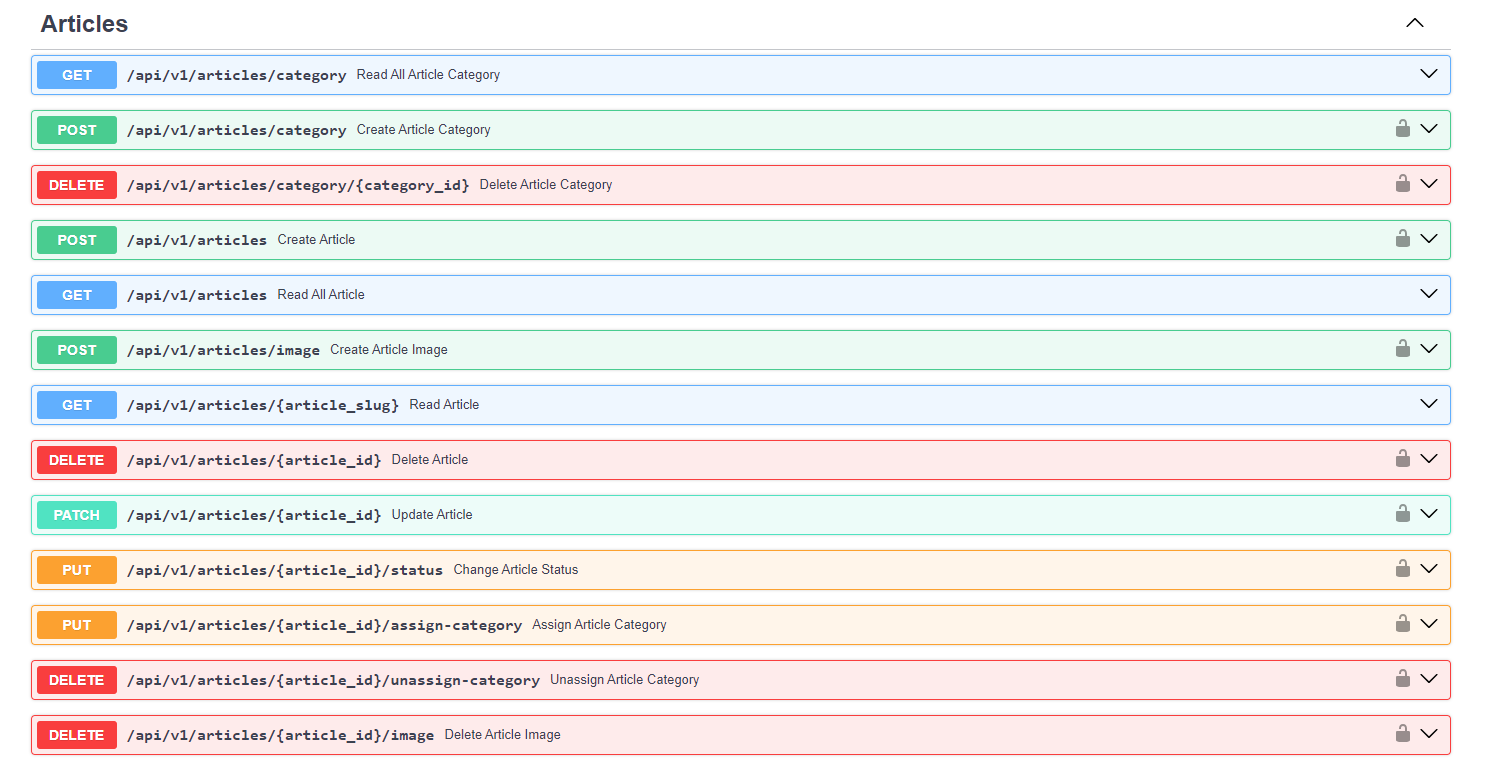 Articles
GET /api/v1/articles/category Read All Article Category
POST /api/v1/articles/category Create Article Category
DELETE /api/v1/articles/category/{category_id} Delete Article Category
POST /api/v1/articles Create Article
GET /api/v1/articles Read All Article
POST /api/v1/articles/image Create Article Image
GET /api/v1/articles/{article_slug} Read Article
DELETE /api/v1/articles/{article_id} Delete Article
PATCH /api/v1/articles/{article_id} Update Article
PUT /api/v1/articles/{article_id}/status Change Article Status
PUT /api/v1/articles/{article_id}/assign-category Assign Article Category
DELETE /api/v1/articles/{article_id}/unassign-category Unassign Article Category
DELETE /api/v1/articles/{article_id}/image Delete Article Image